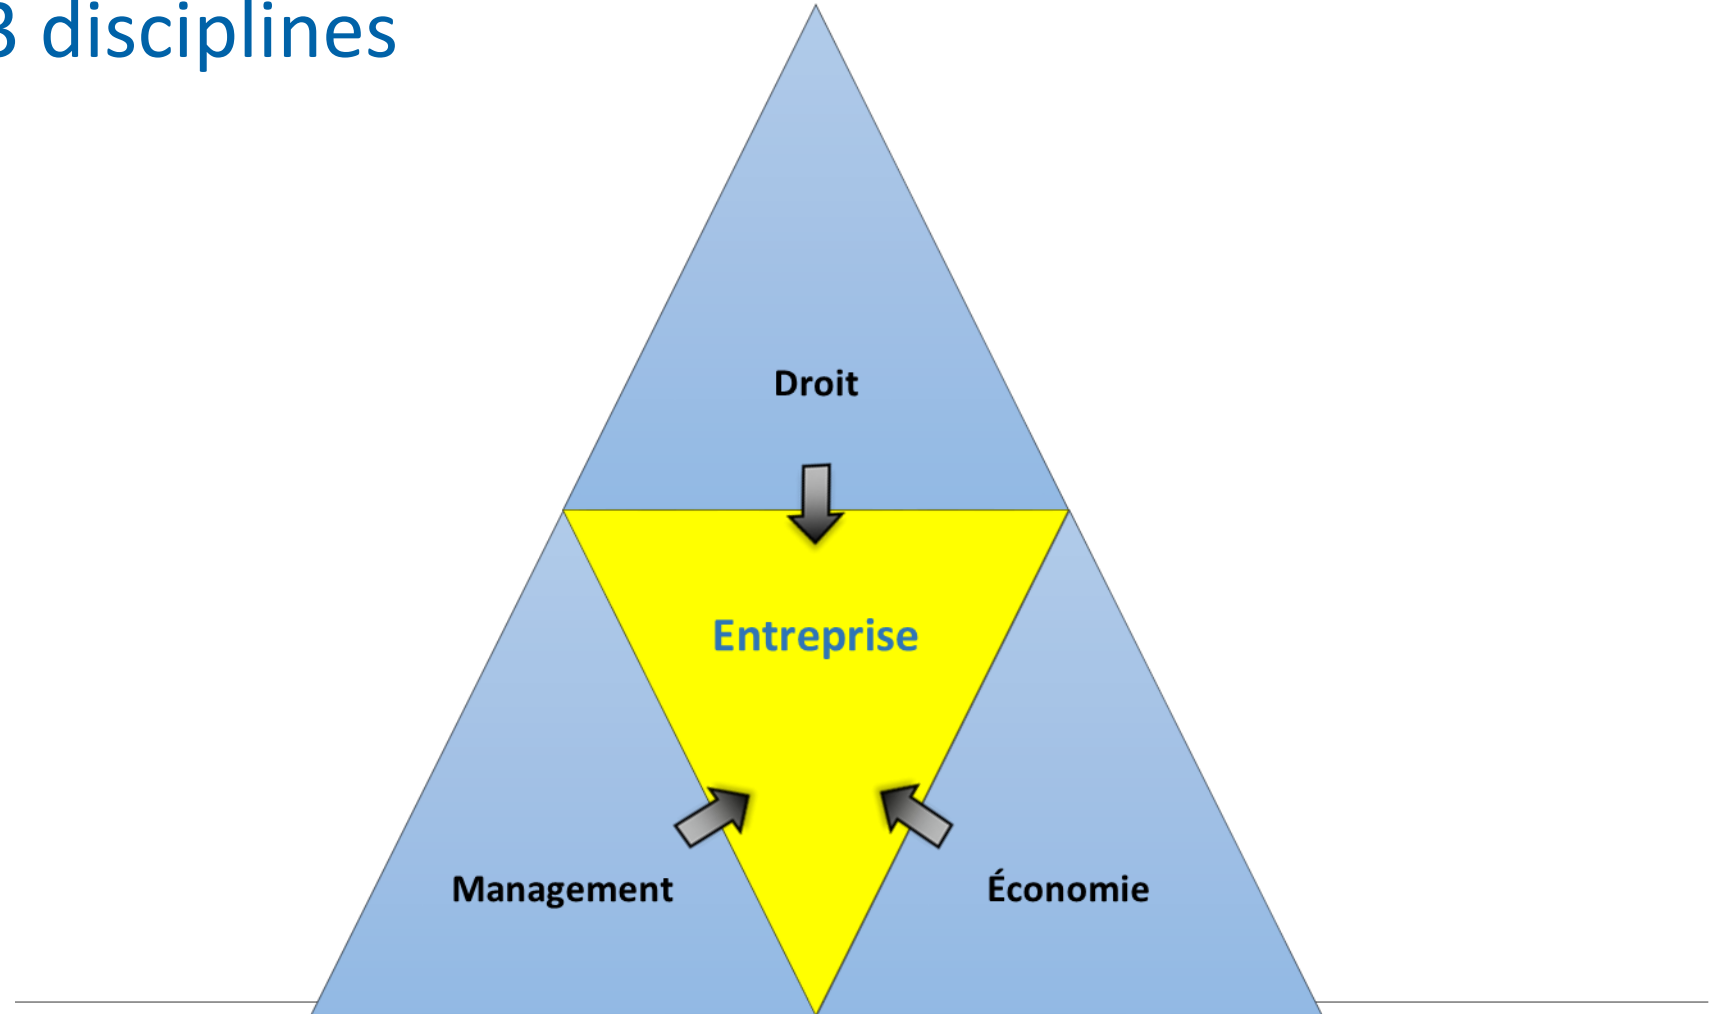 3 disciplines
Droit
Entreprise
Management
Économie